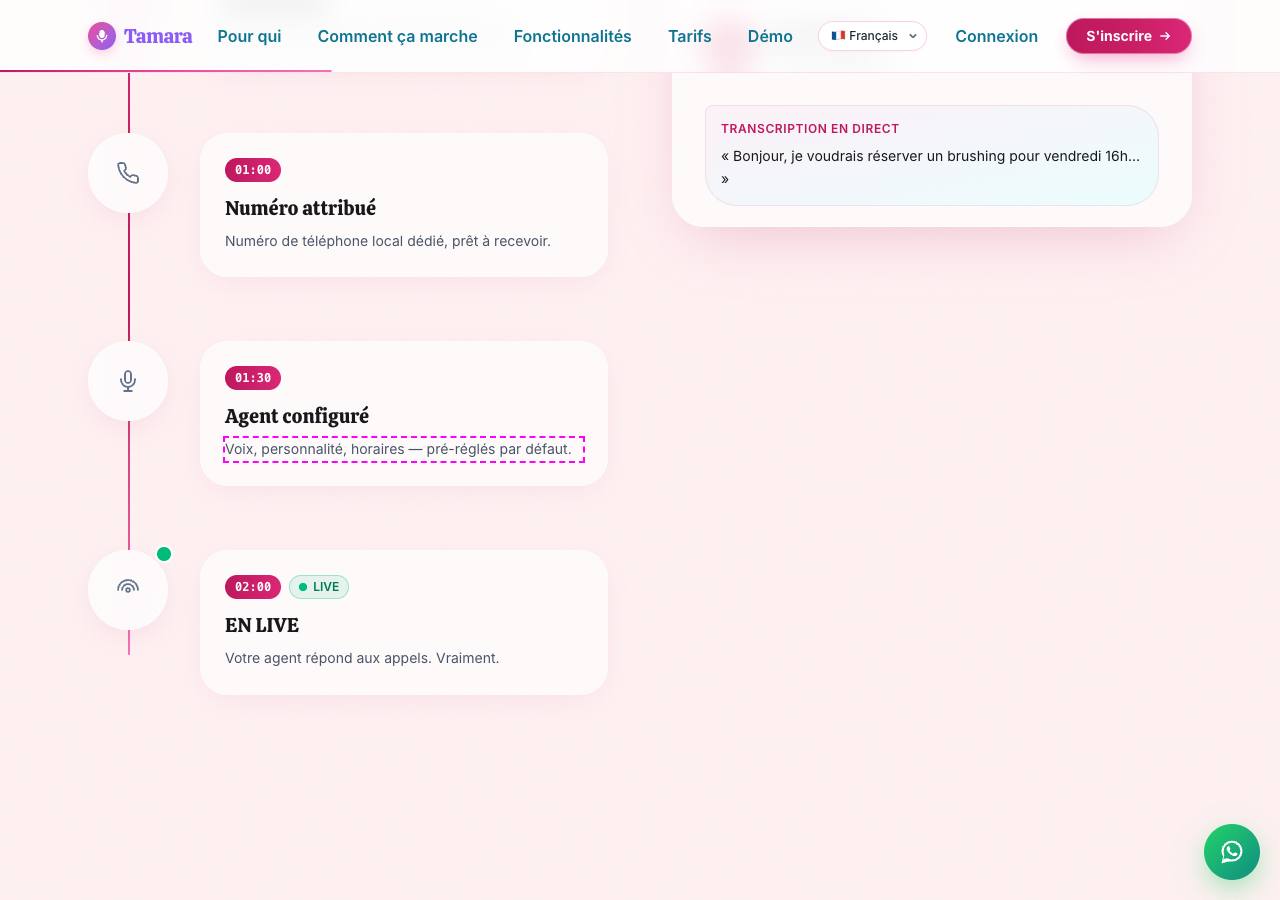 Tamara
Pour qui
Comment ça marche
Fonctionnalités
Tarifs
Démo
🇫🇷 Français
Connexion
S'inscrire →
TRANSCRIPTION EN DIRECT
« Bonjour, je voudrais réserver un brushing pour vendredi 16h...
»
01:00
Numéro attribué
Numéro de téléphone local dédié, prêt à recevoir.
01:30
Agent configuré
Voix, personnalité, horaires — pré-réglés par défaut.
02:00
LIVE
EN LIVE
Votre agent répond aux appels. Vraiment.